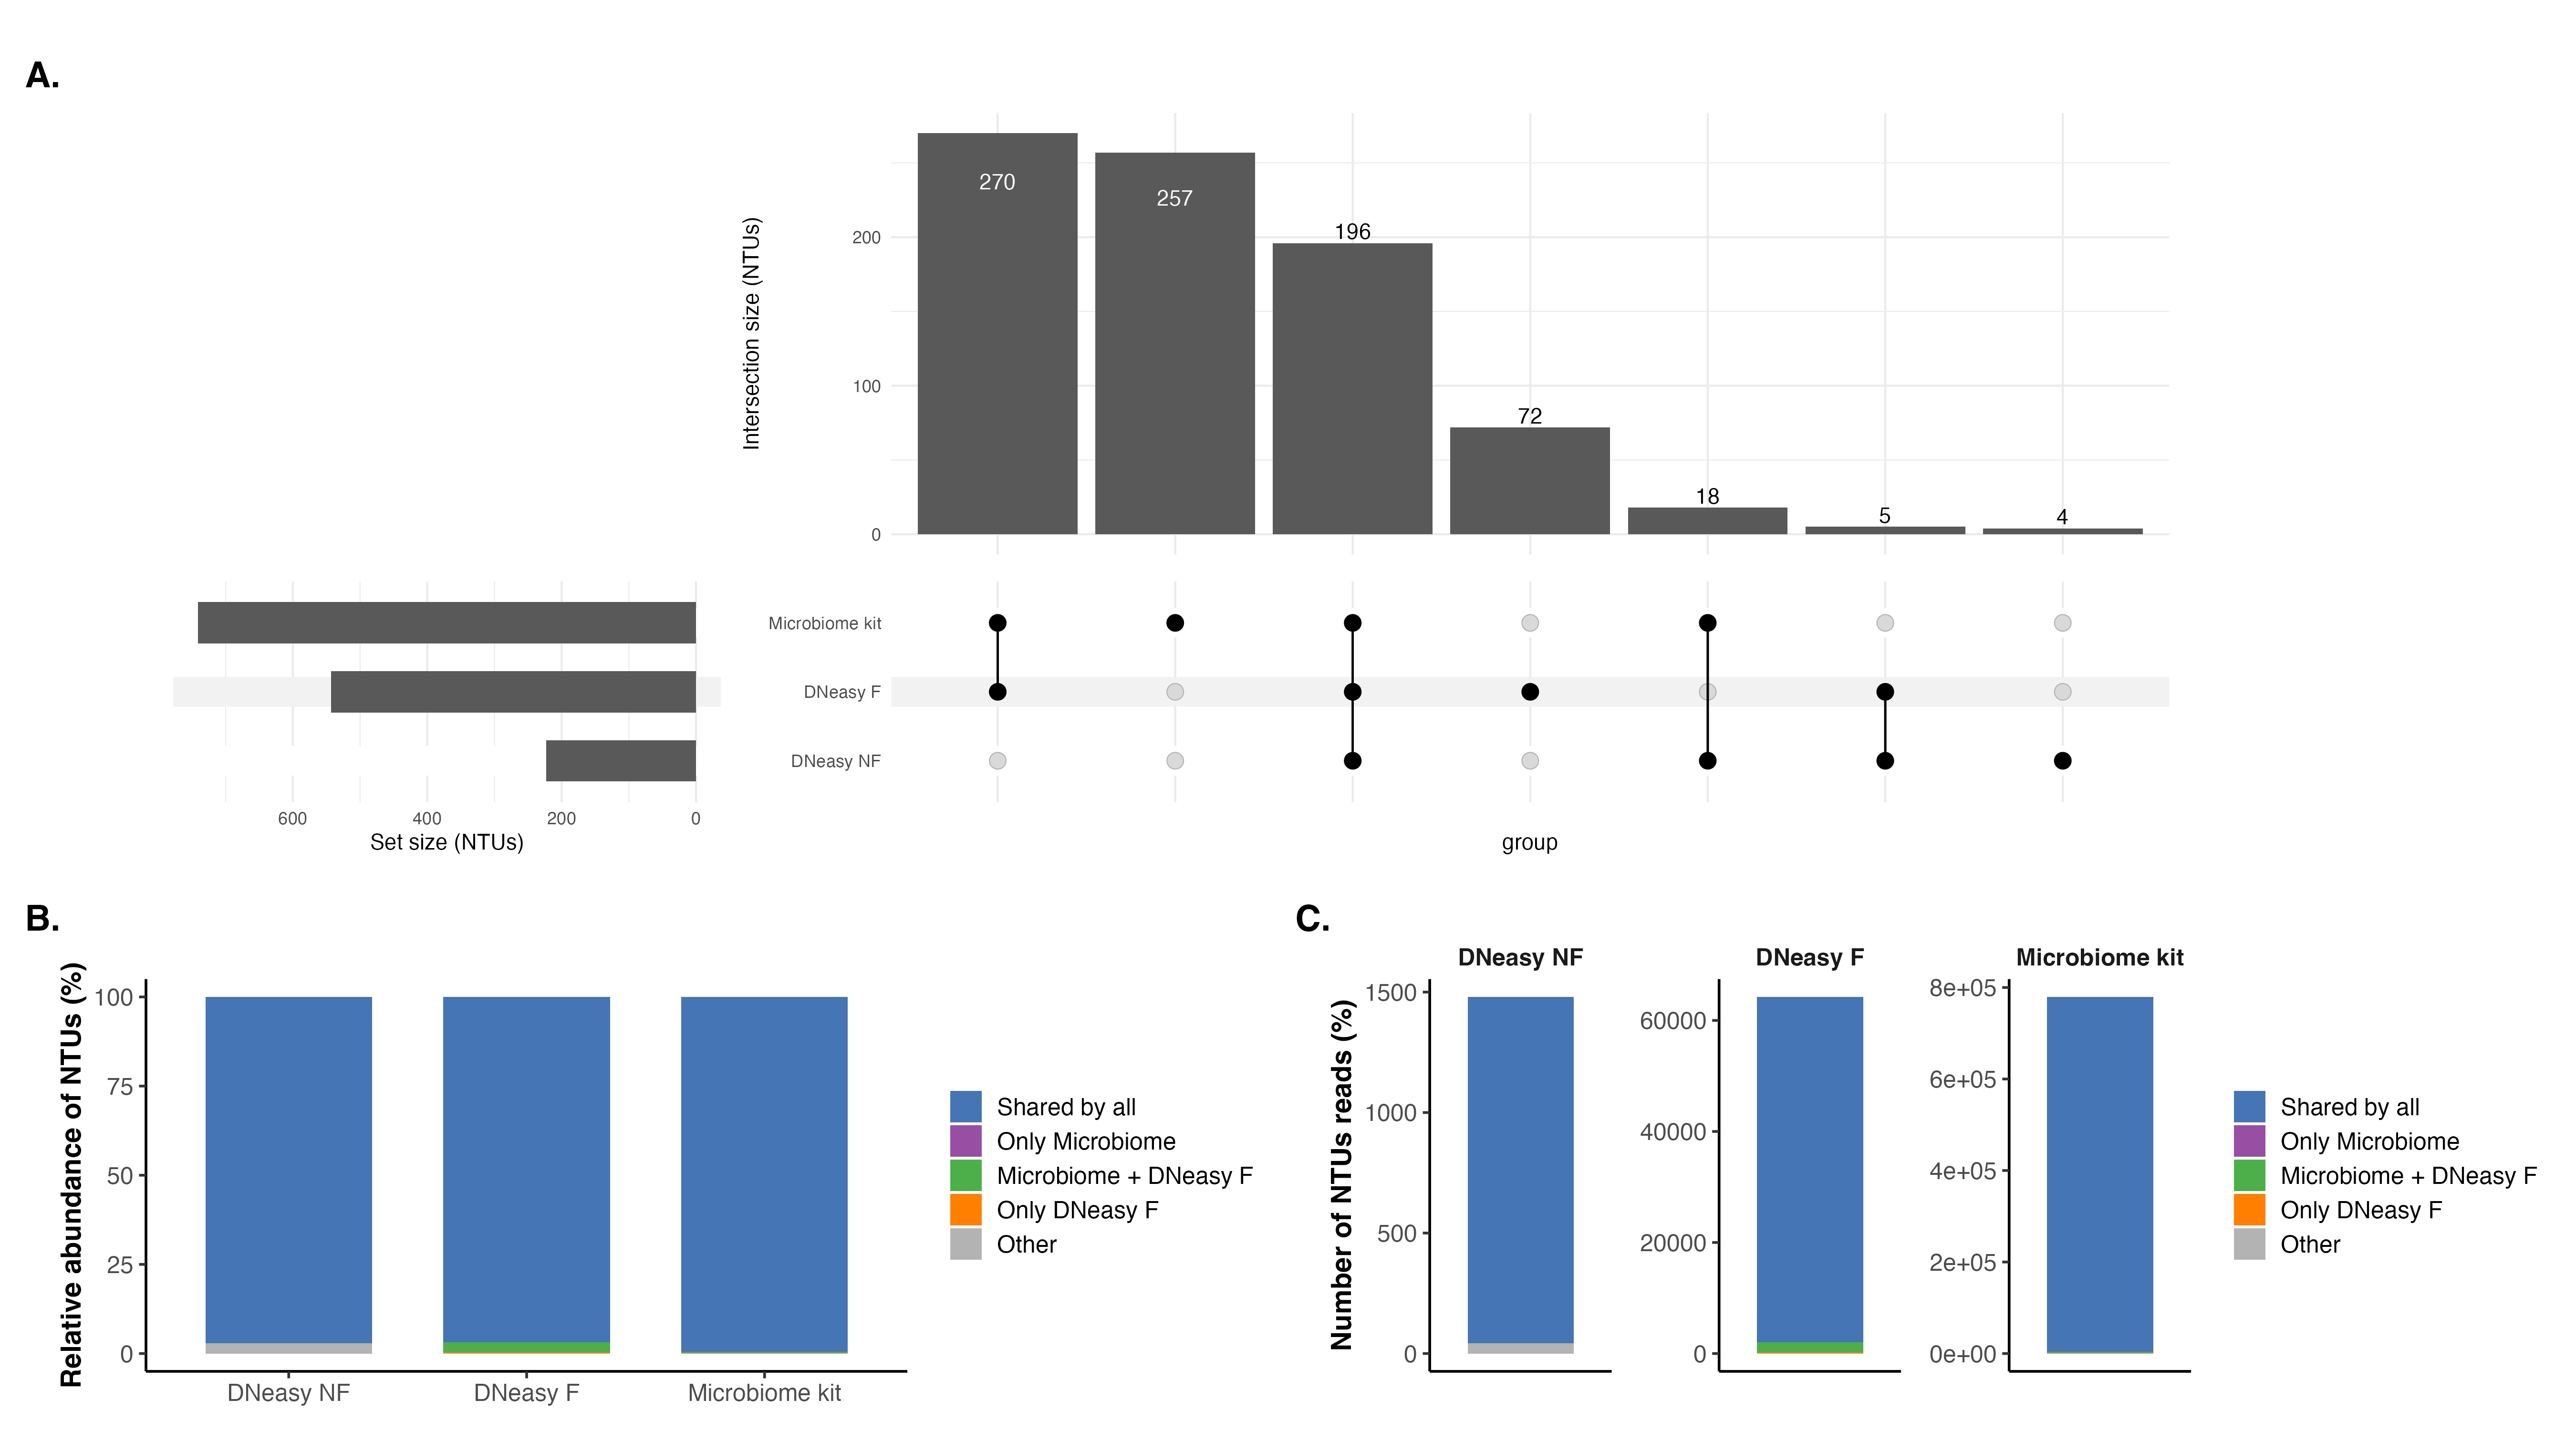 A.
Intersection size (NTUs)
200
100
0
270
257
196
72
18
5
4
Microbiome kit
DNeasy F
DNeasy NF
600 400 200 0
Set size (NTUs)
group
B.
Relative abundance of NTUs (%)
100
75
50
25
0
DNeasy NF DNeasy F Microbiome kit
Shared by all
Only Microbiome
Microbiome + DNeasy F
Only DNeasy F
Other
C.
Number of NTUs reads (%)
DNeasy NF
1500
1000
500
0
DNeasy F
60000
40000
20000
0
Microbiome kit
8e+05
6e+05
4e+05
2e+05
0e+00
Shared by all
Only Microbiome
Microbiome + DNeasy F
Only DNeasy F
Other